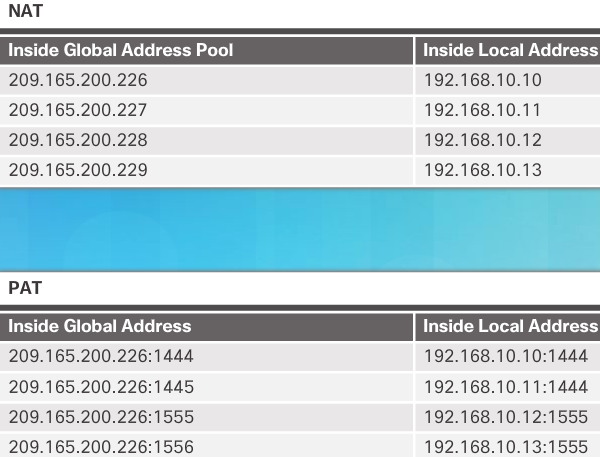 NAT
Inside Global Address Pool Inside Local Address
209.165.200.226 192.168.10.10
209.165.200.227 192.168.10.11
209.165.200.228 192.168.10.12
209.165.200.229 192.168.10.13
PAT
Inside Global Address Inside Local Address
209.165.200.226:1444 192.168.10.10:1444
209.165.200.226:1445 192.168.10.11:1444
209.165.200.226:1555 192.168.10.12:1555
209.165.200.226:1556 192.168.10.13:1555